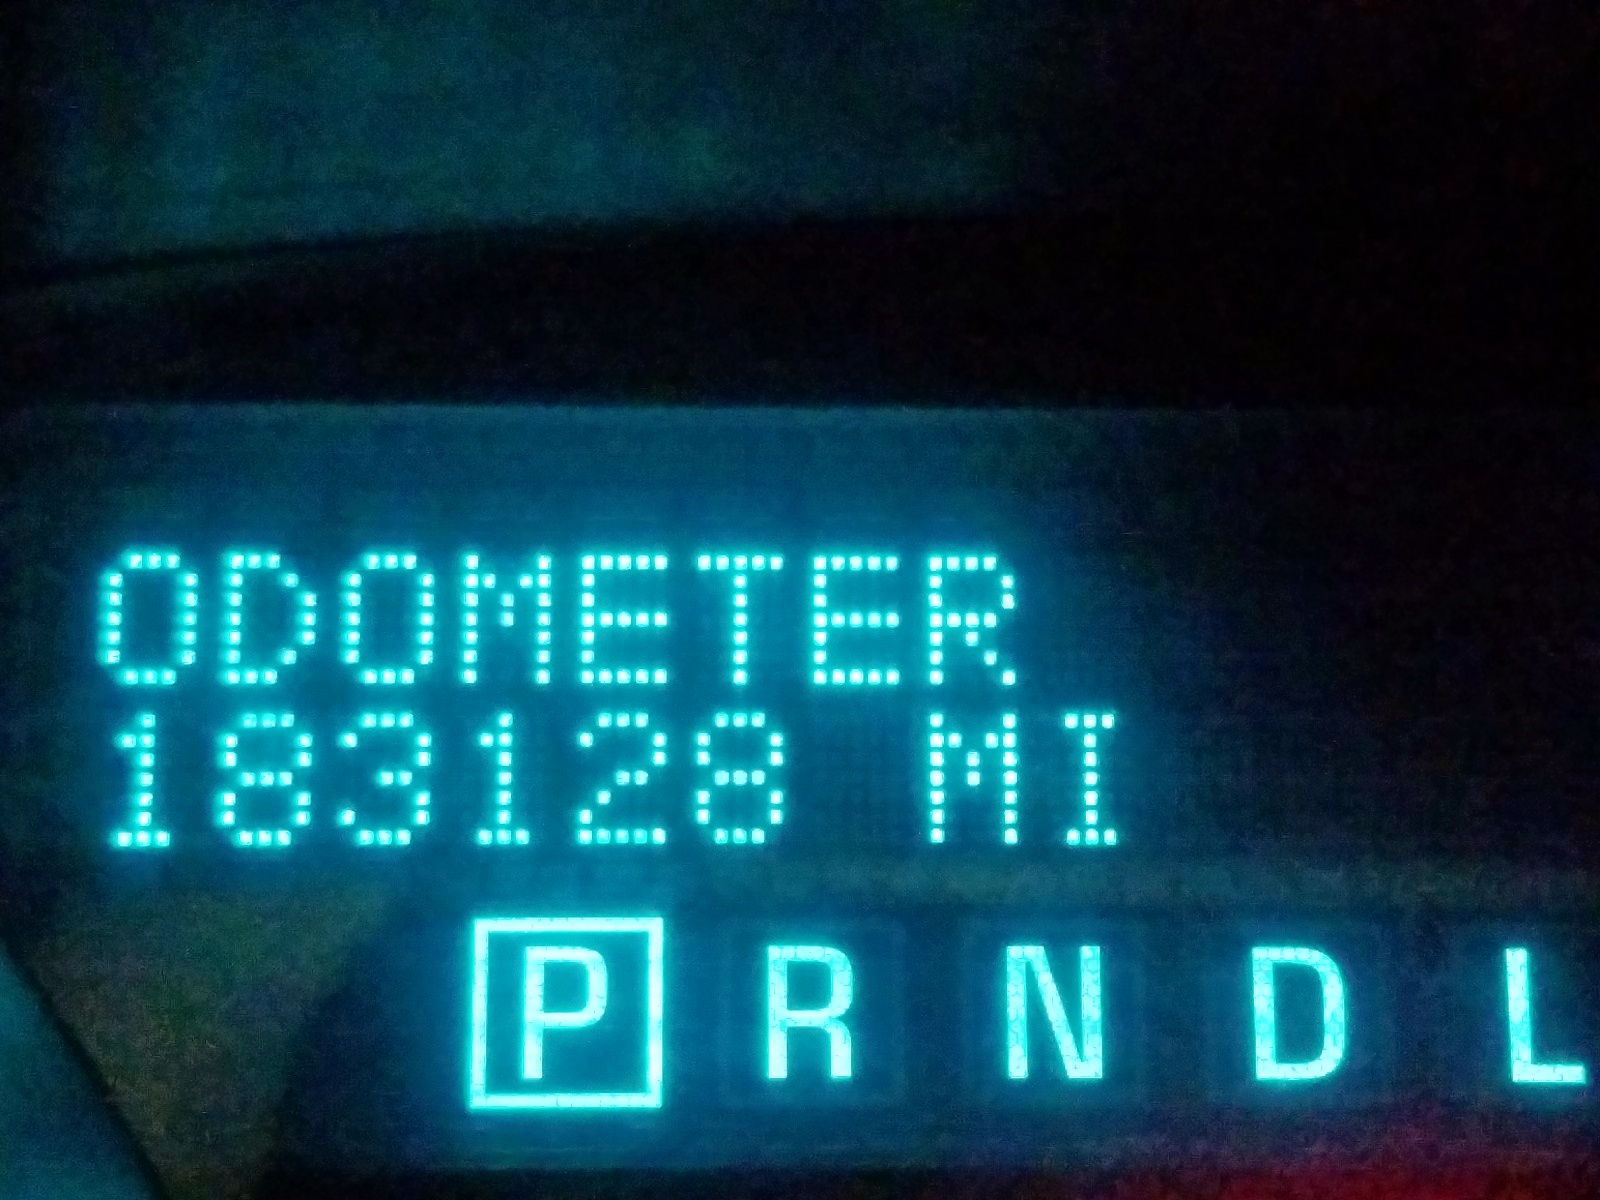 ODOMETER
183128 MI
P R N D L